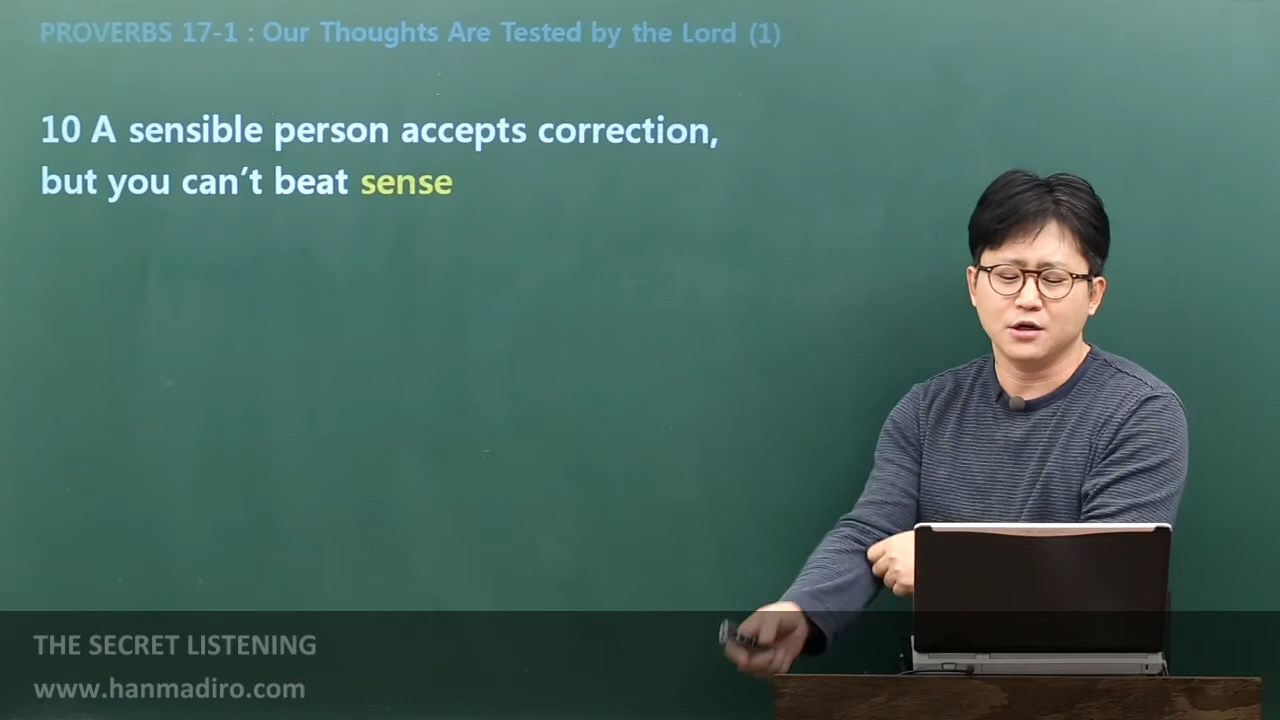 PROVERBS 17-1 : Our Thoughts Are Tested by the Lord (1)
10 A sensible person accepts correction,
but you can’t beat sense
THE SECRET LISTENING
www.hanmadiro.com